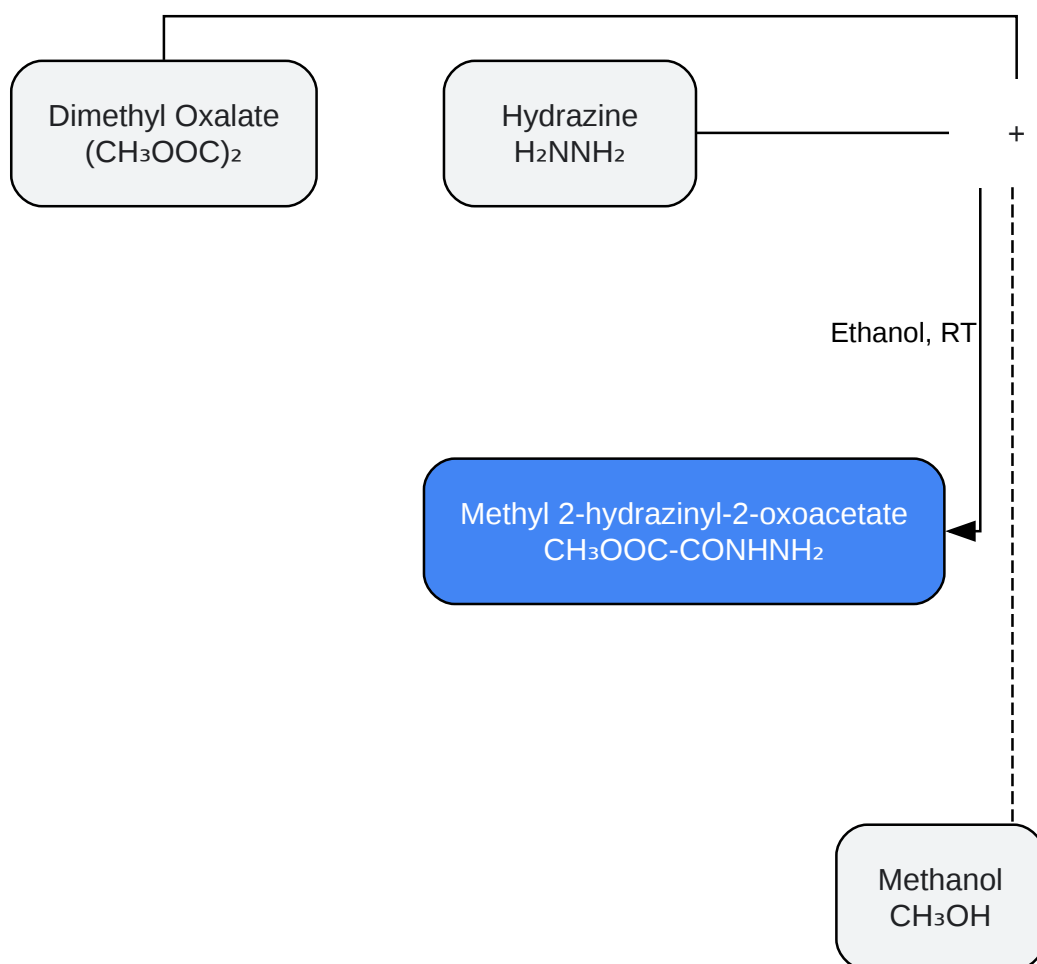 Dimethyl Oxalate
(CH₃OOC)₂
Hydrazine
H₂NNH₂
+
Ethanol, RT
Methyl 2-hydrazinyl-2-oxoacetate
CH₃OOC-CONHNH₂
Methanol
CH₃OH